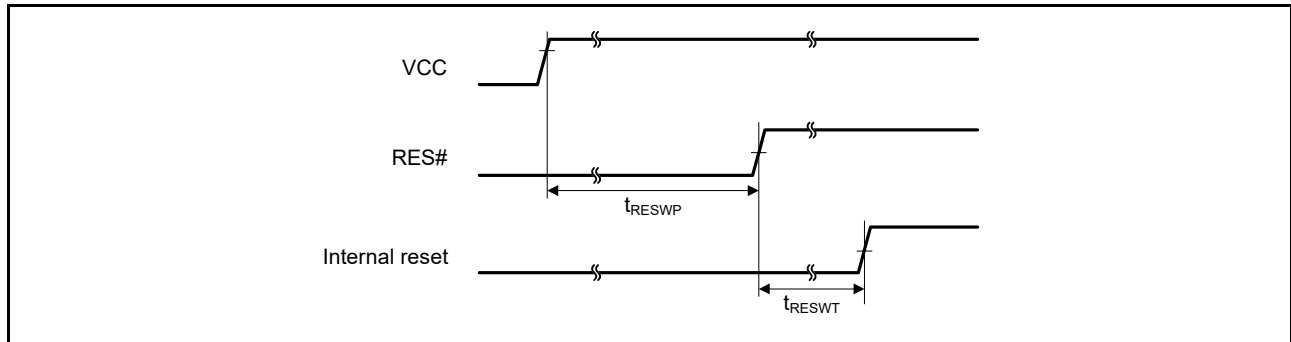 VCC
RES#
tRESWP
Internal reset
tRESWT